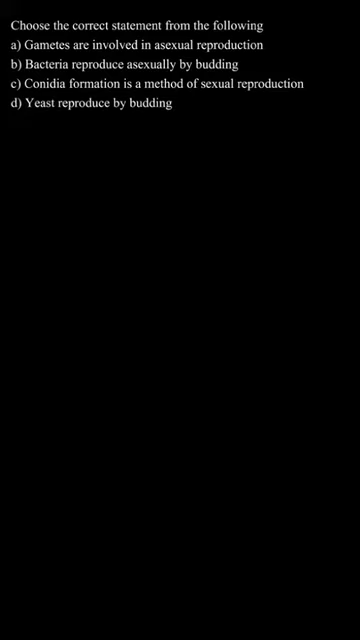 Choose the correct statement from the following
a) Gametes are involved in asexual reproduction
b) Bacteria reproduce asexually by budding
c) Conidia formation is a method of sexual reproduction
d) Yeast reproduce by budding